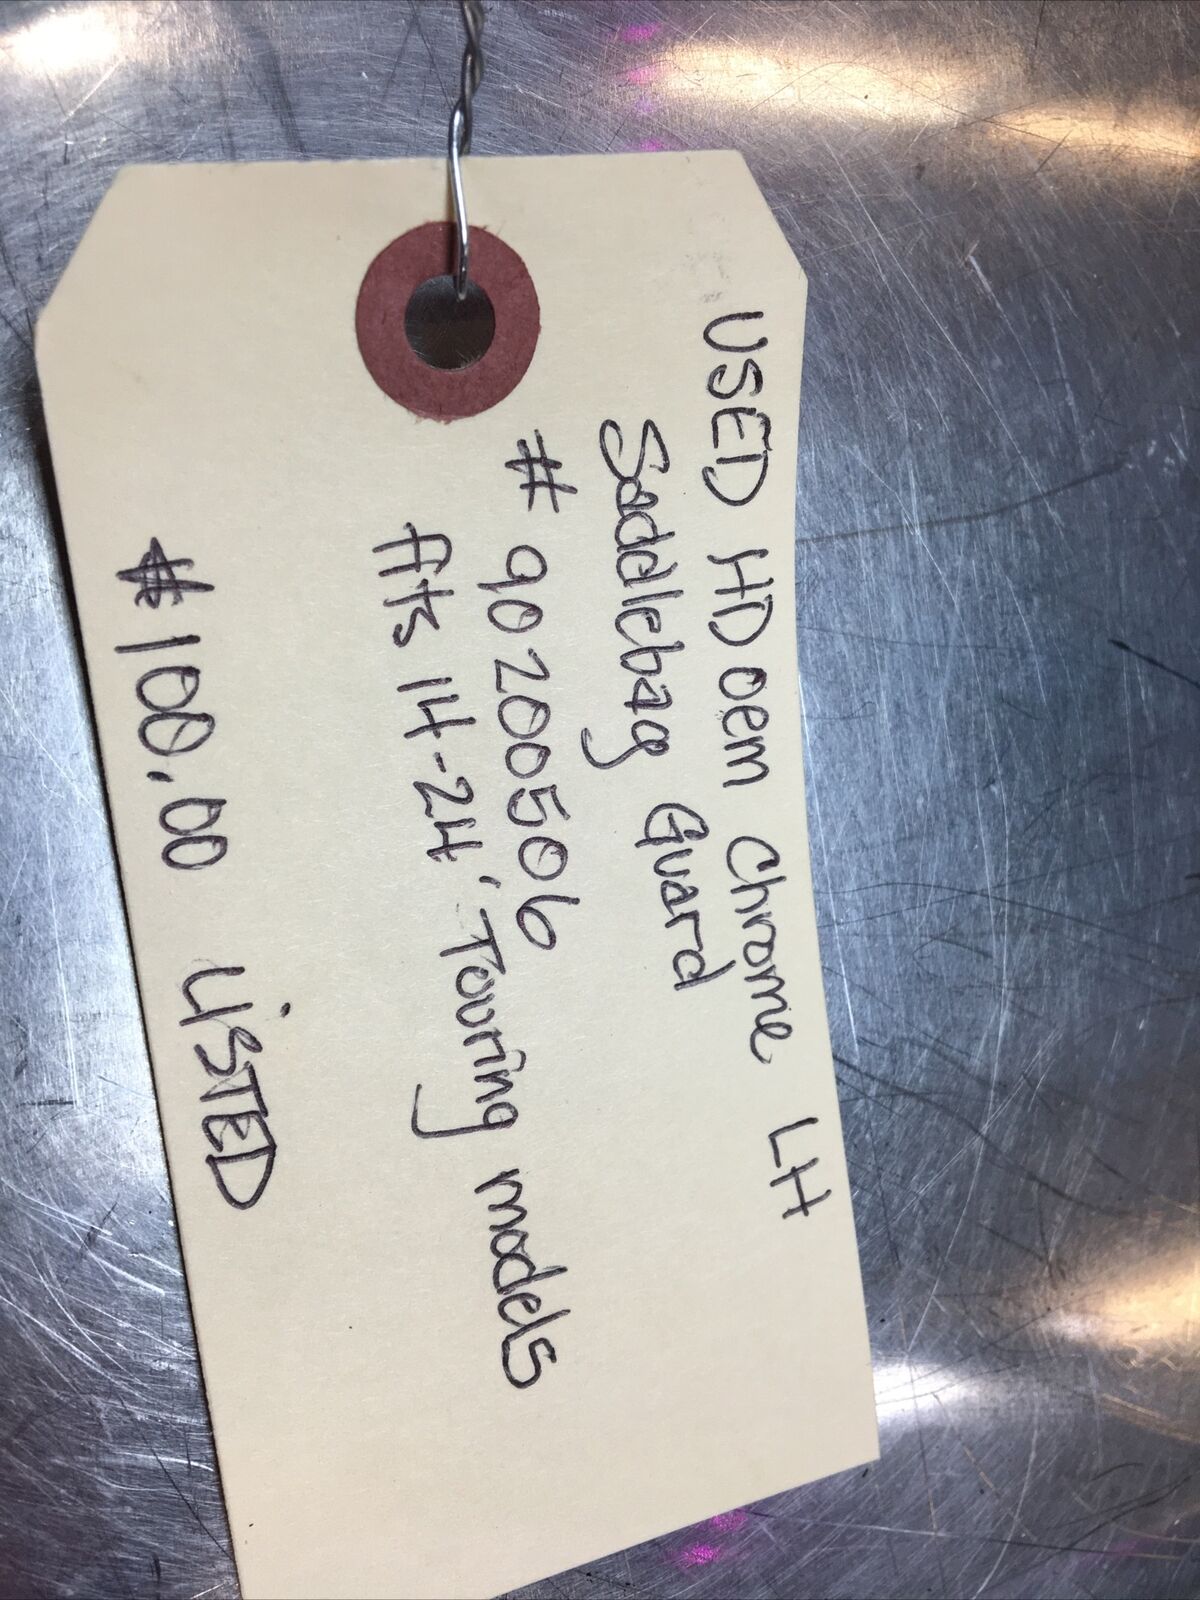 USED HD oem Chrome LH
Saddlebag Guard
# 90200506
fits 14-24' Touring models
$100.00 LiSTED